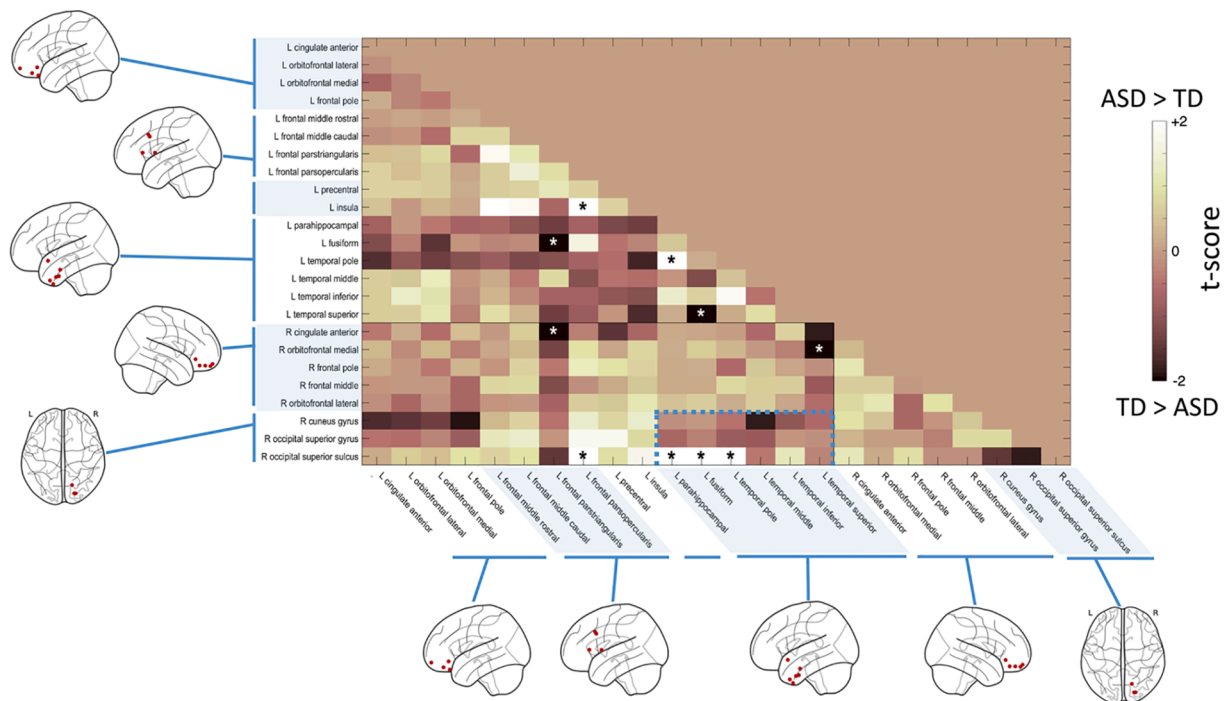 L cingulate anterior
L orbitofrontal lateral
L orbitofrontal medial
L frontal pole
L frontal middle rostral
L frontal middle caudal
L frontal parstriangularis
L frontal parsopercularis
L precentral
L insula
L parahippocampal
L fusiform
L temporal pole
L temporal middle
L temporal inferior
L temporal superior
R cingulate anterior
R orbitofrontal medial
R frontal pole
R frontal middle
R orbitofrontal lateral
R cuneus gyrus
R occipital superior gyrus
R occipital superior sulcus
L R
ASD > TD
+2
0
-2
t-score
TD > ASD
* * * * * * * * * * *
L cingulate anterior
L orbitofrontal lateral
L orbitofrontal medial
L frontal pole
L frontal middle rostral
L frontal middle caudal
L frontal parstriangularis
L frontal parsopercularis
L precentral
L insula
L parahippocampal
L fusiform
L temporal pole
L temporal middle
L temporal inferior
L temporal superior
R cingulate anterior
R orbitofrontal medial
R frontal pole
R frontal middle
R orbitofrontal lateral
R cuneus gyrus
R occipital superior gyrus
R occipital superior sulcus
L R